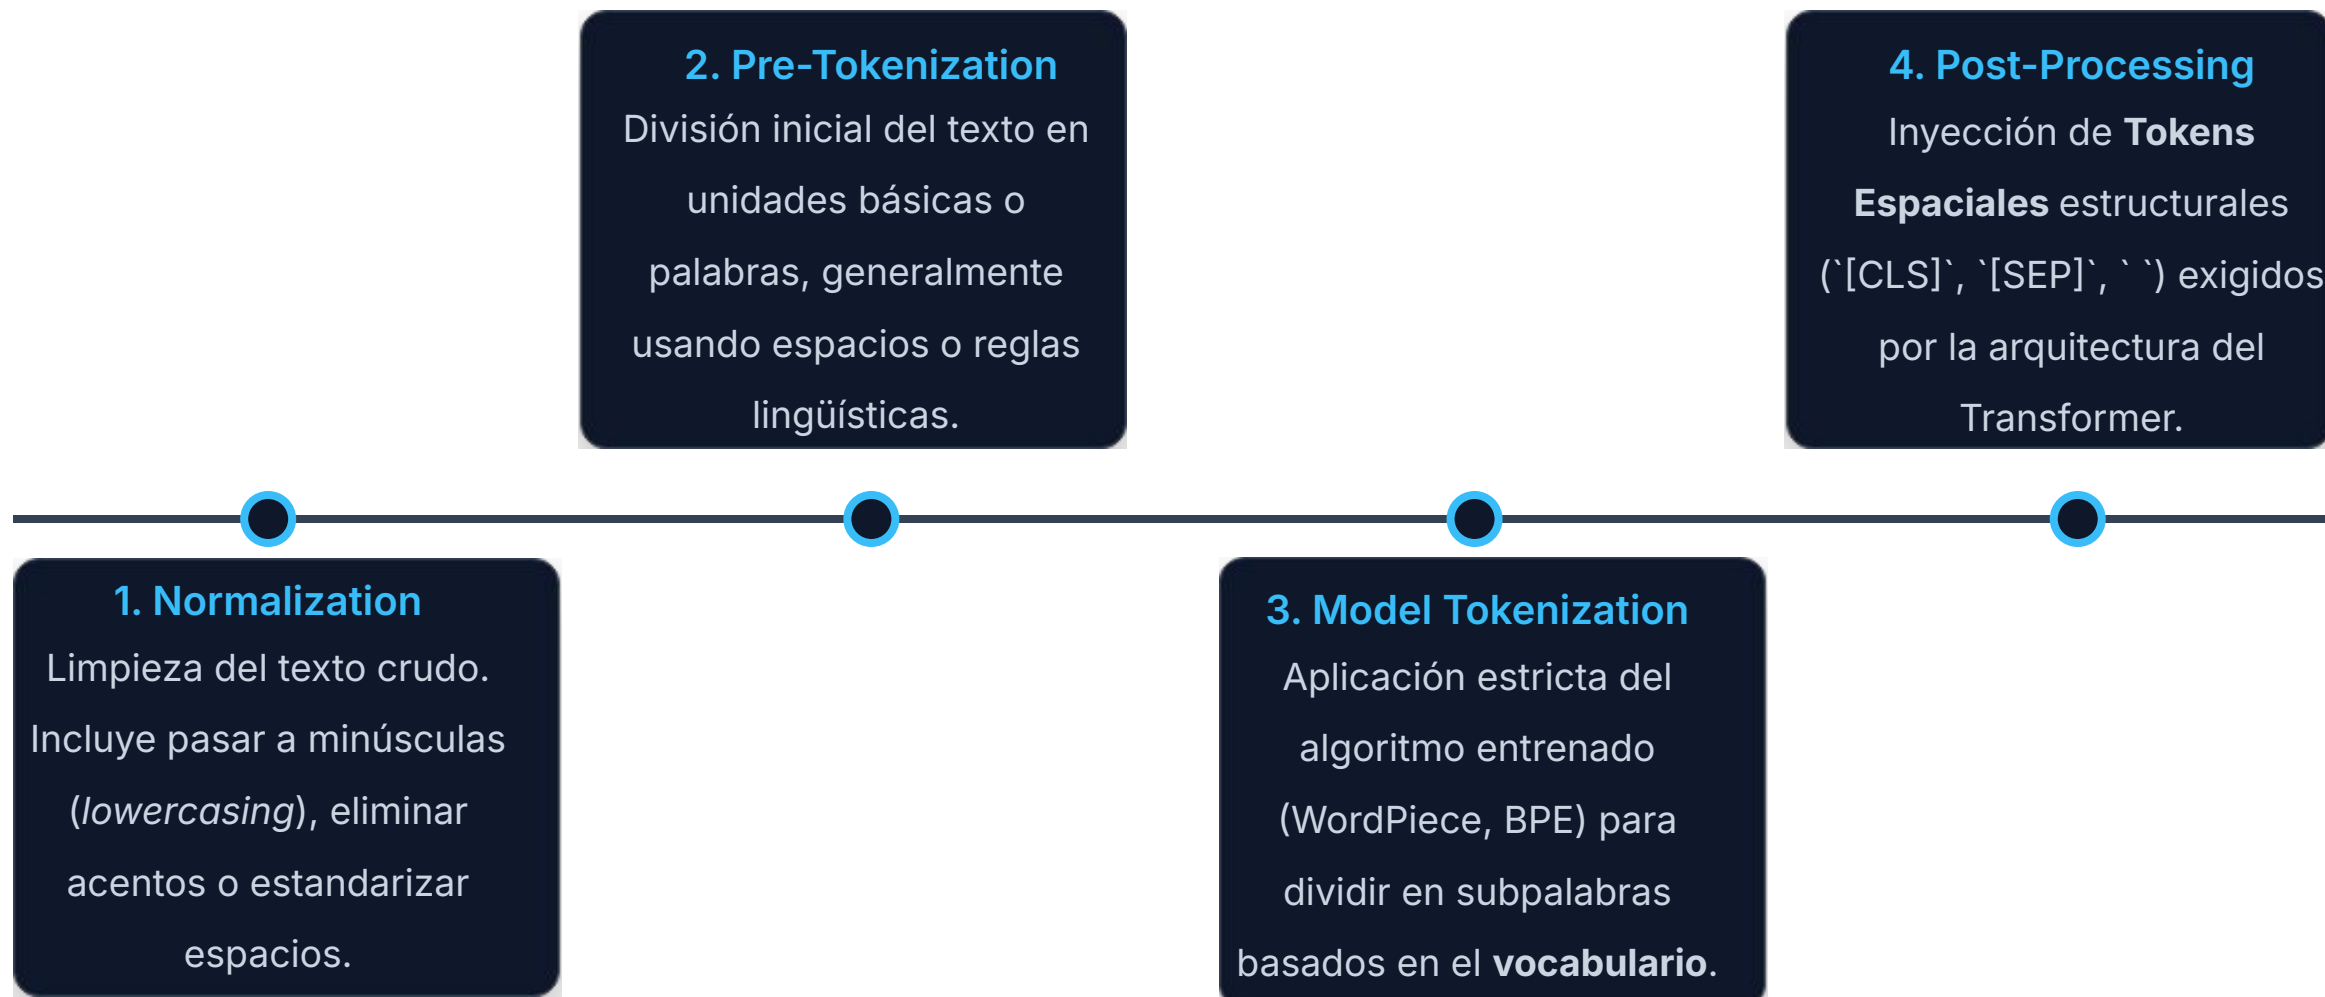 1. Normalization
Limpieza del texto crudo.
Incluye pasar a minúsculas
(lowercasing), eliminar
acentos o estandarizar
espacios.
2. Pre-Tokenization
División inicial del texto en
unidades básicas o
palabras, generalmente
usando espacios o reglas
lingüísticas.
3. Model Tokenization
Aplicación estricta del
algoritmo entrenado
(WordPiece, BPE) para
dividir en subpalabras
basados en el vocabulario.
4. Post-Processing
Inyección de Tokens
Espaciales estructurales
(`[CLS]`, `[SEP]`, ` `) exigidos
por la arquitectura del
Transformer.